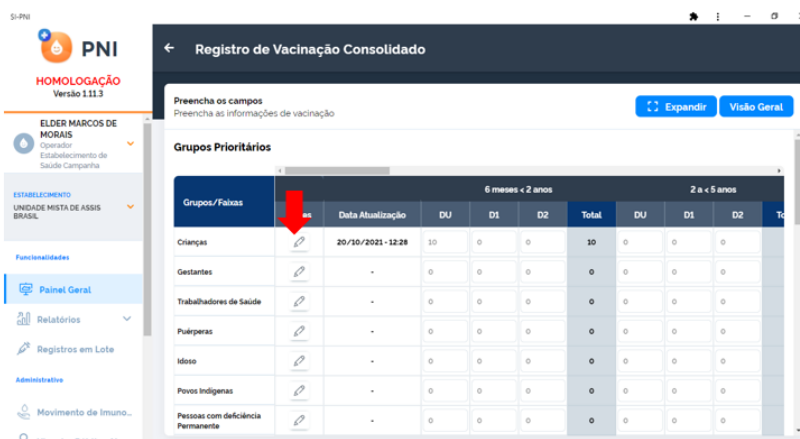 SI-PNI
PNI
HOMOLOGAÇÃO
Versão 1.11.3
ELDER MARCOS DE
MORAIS
Operador
Estabelecimento de
Saúde Campanha
ESTABELECIMENTO
UNIDADE MISTA DE ASSIS
BRASIL
Funcionalidades
Painel Geral
Relatórios
Registros em Lote
Administrativo
Movimento de Imuno...
Registro de Vacinação Consolidado
Preencha os campos
Preencha as informações de vacinação
Expandir
Visão Geral
Grupos Prioritários
6 meses < 2 anos 2 a < 5 anos
Grupos/Faixas Data Atualização DU D1 D2 Total DU D1 D2
Crianças 20/10/2021 - 12:28 10 0 0 10 0 0 0
Gestantes - 0 0 0 0 0 0 0
Trabalhadores de Saúde - 0 0 0 0 0 0 0
Puérperas - 0 0 0 0 0 0 0
Idoso - 0 0 0 0 0 0 0
Povos Indígenas - 0 0 0 0 0 0 0
Pessoas com deficiência
Permanente - 0 0 0 0 0 0 0